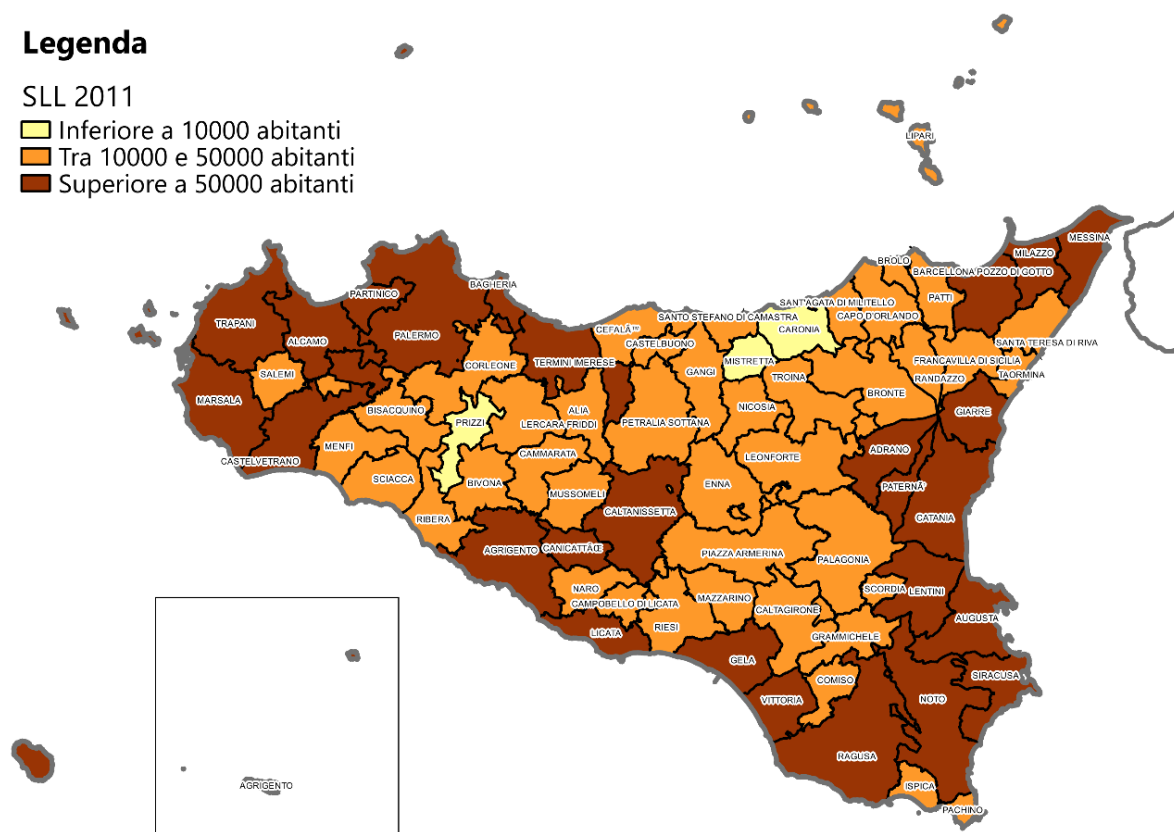 Legenda
SLL 2011
Inferiore a 10000 abitanti
Tra 10000 e 50000 abitanti
Superiore a 50000 abitanti
LIPARI
MESSINA
MILAZZO
BROLO
BARCELLONA POZZO DI GOTTO
BAGHERIA
PARTINICO
PATTI
SANT'AGATA DI MILITELLO
SANTO STEFANO DI CAMASTRA
CAPO D'ORLANDO
TRAPANI
CEFALÂ™
CARONIA
PALERMO
ALCAMO
CASTELBUONO
SANTA TERESA DI RIVA
TERMINI IMERESE
MISTRETTA
FRANCAVILLA DI SICILIA
CORLEONE
SALEMI
GANGI
TROINA
RANDAZZO
TAORMINA
BRONTE
MARSALA
BISACQUINO
ALIA
NICOSIA
GIARRE
PRIZZI
LERCARA FRIDDI
PETRALIA SOTTANA
MENFI
ADRANO
CAMMARATA
LEONFORTE
CASTELVETRANO
SCIACCA
BIVONA
ENNA
PATERNÃ²
MUSSOMELI
CALTANISSETTA
RIBERA
CATANIA
AGRIGENTO
CANICATTÃŒ
PIAZZA ARMERINA
PALAGONIA
NARO
SCORDIA
LENTINI
MAZZARINO
CAMPOBELLO DI LICATA
CALTAGIRONE
AUGUSTA
RIESI
LICATA
GRAMMICHELE
GELA
SIRACUSA
COMISO
VITTORIA
NOTO
RAGUSA
AGRIGENTO
ISPICA
PACHINO